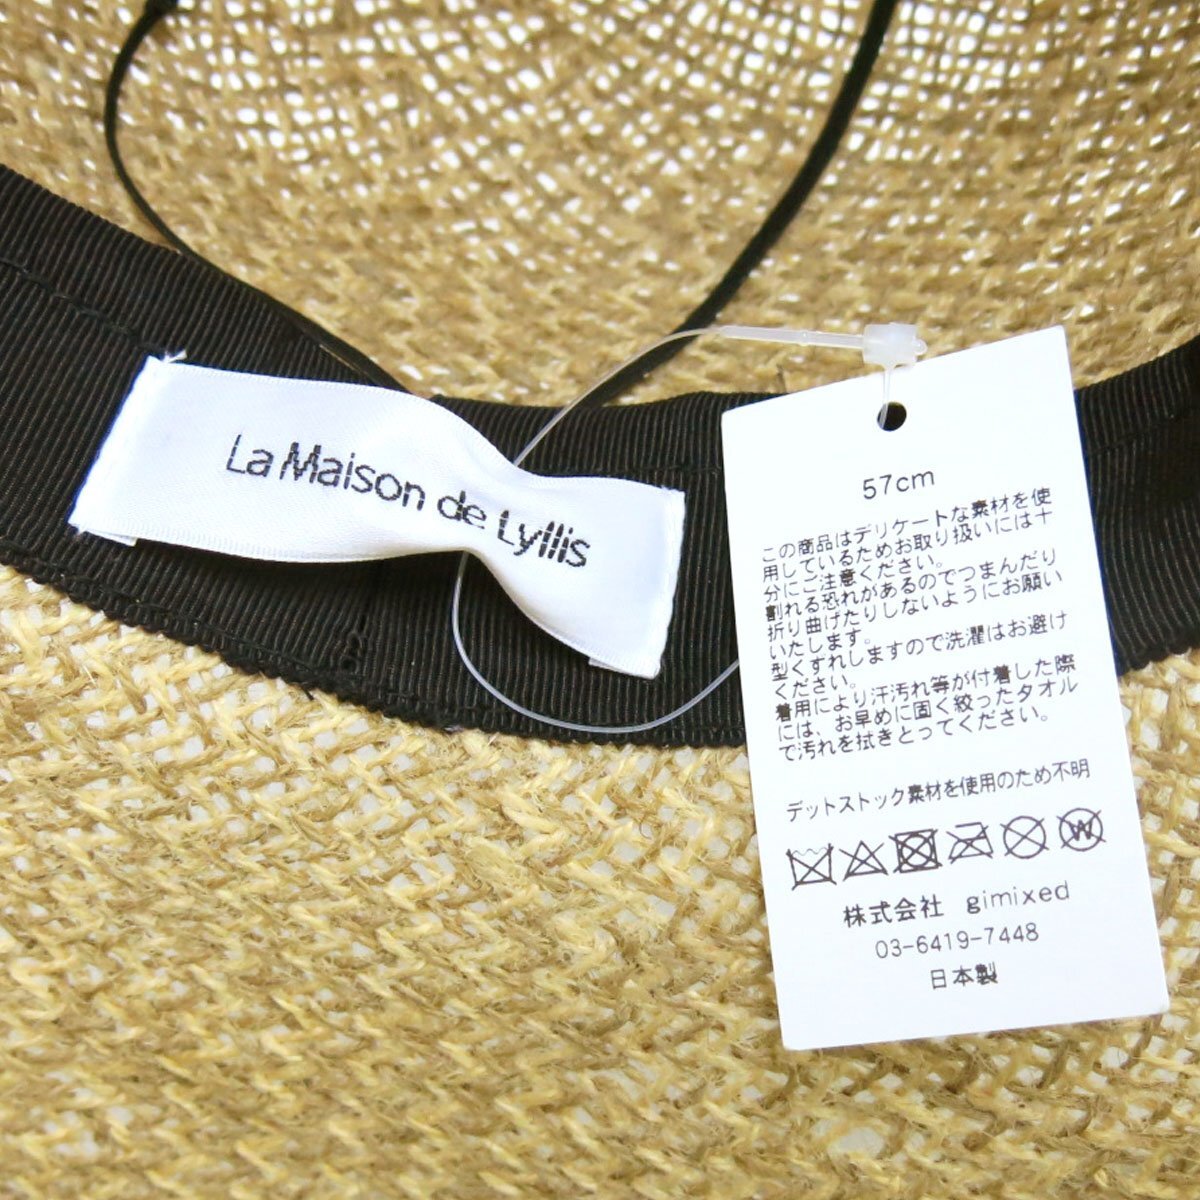 La Maison de Lyllis
57cm
この商品はデリケートな素材を使
用しているためお取り扱いには十
分にご注意ください。
割れる恐れがあるのでつまんだり
折り曲げたりしないようにお願い
いたします。
型くずれしますので洗濯はお避け
ください。
着用により汗汚れ等が付着した際
には、お早めに固く絞ったタオル
で汚れを拭きとってください。
デットストック素材を使用のため不明
株式会社 gimixed
03-6419-7448
日本製